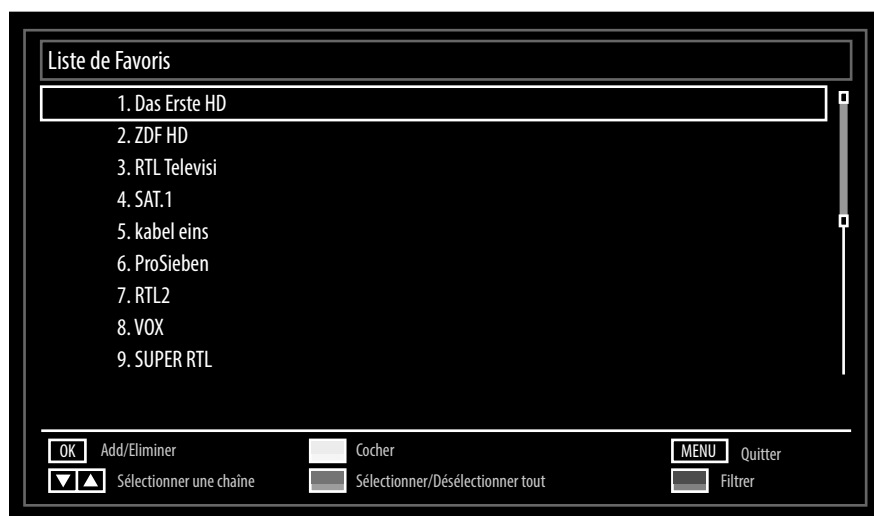 Liste de Favoris
1. Das Erste HD
2. ZDF HD
3. RTL Televisi
4. SAT.1
5. kabel eins
6. ProSieben
7. RTL2
8. VOX
9. SUPER RTL
OK Add/Eliminer Cocher MENU Quitter
Sélectionner une chaîne Sélectionner/Désélectionner tout Filtrer